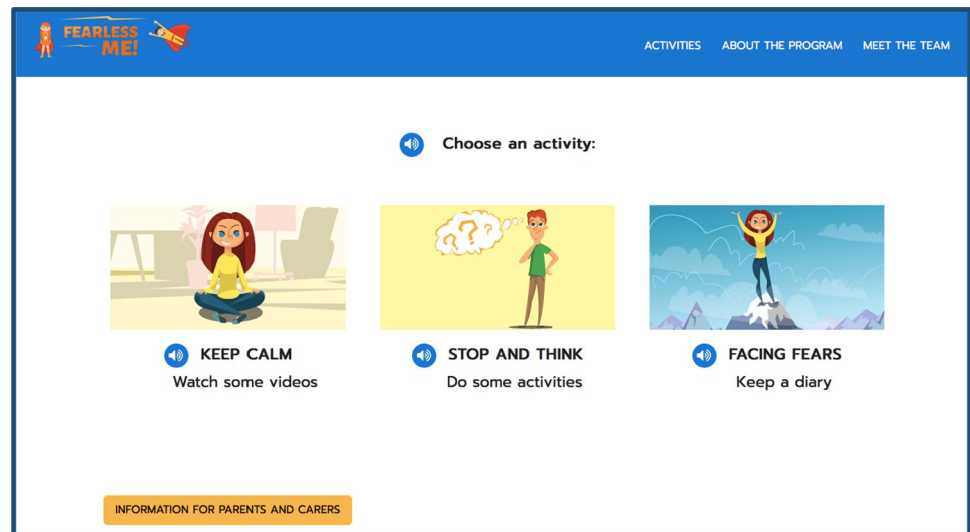 FEARLESS
ME!
ACTIVITIES ABOUT THE PROGRAM MEET THE TEAM
Choose an activity:
KEEP CALM
Watch some videos
STOP AND THINK
Do some activities
FACING FEARS
Keep a diary
INFORMATION FOR PARENTS AND CARERS